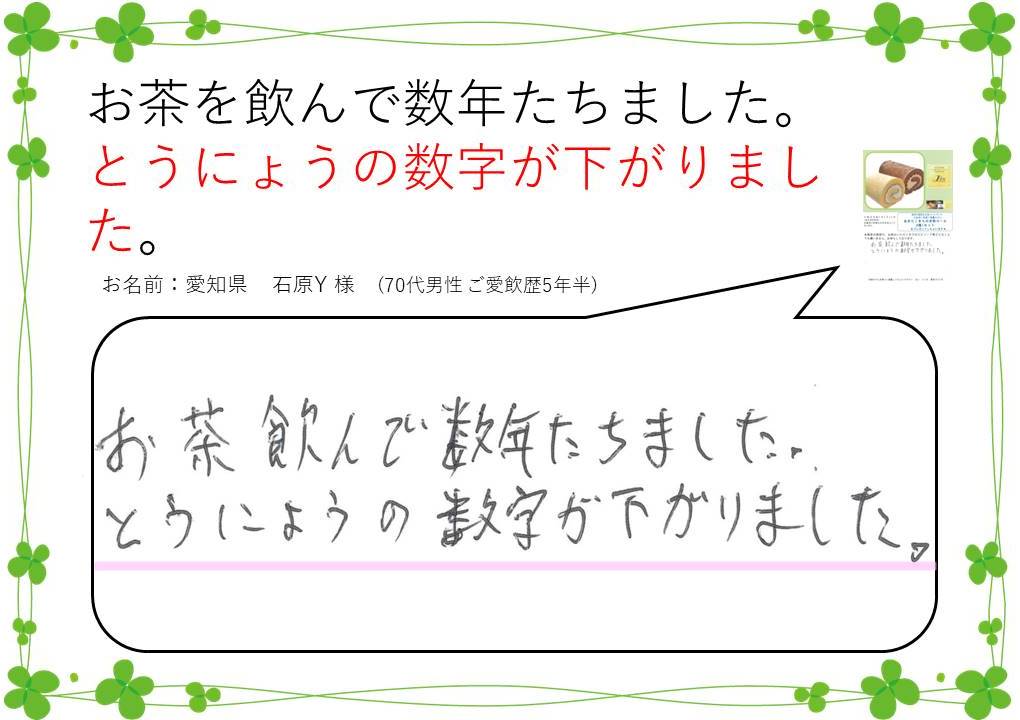 お茶を飲んで数年たちました。
とうにょうの数字が下がりまし
た。
お名前：愛知県　石原Y 様　(70代男性 ご愛飲歴5年半)
お茶飲んで数年たちました。
とうにょうの数字が下がりました。